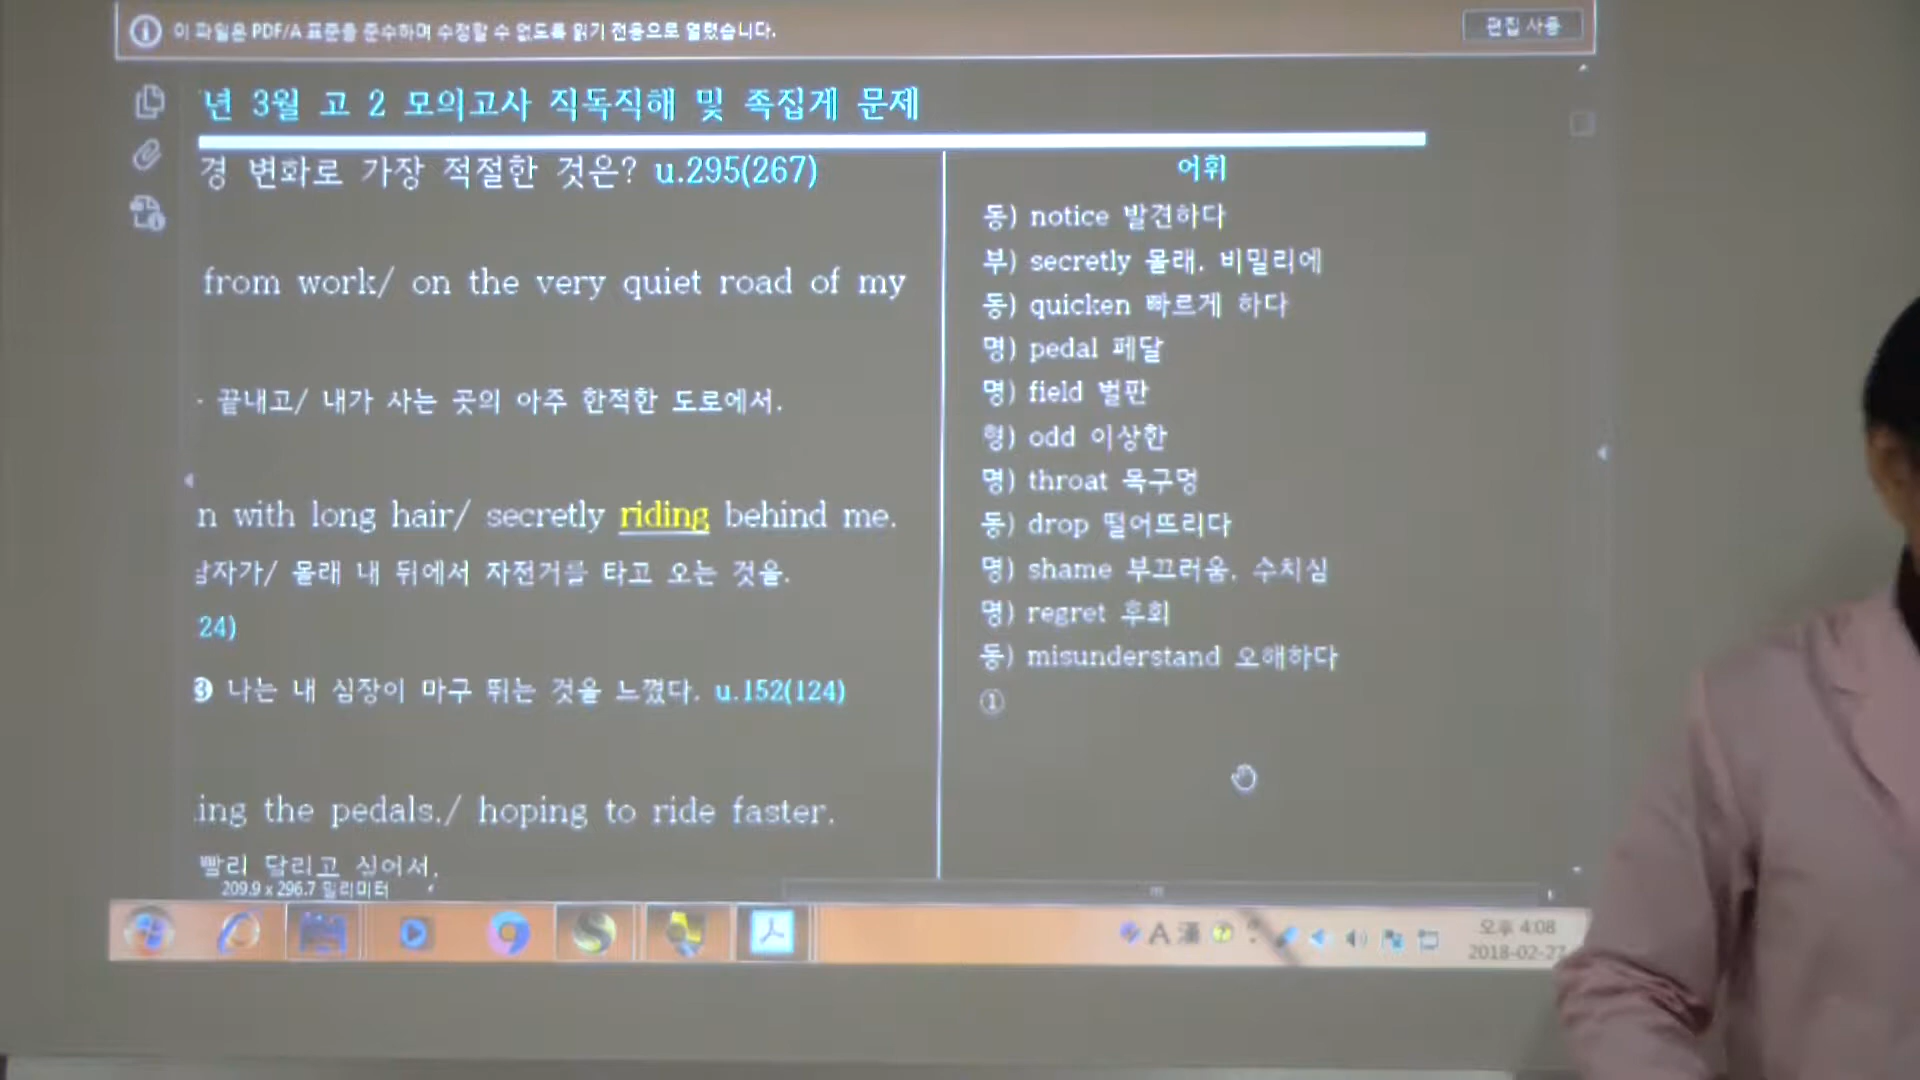 이 파일은 PDF/A 표준을 준수하며 수정할 수 없도록 읽기 전용으로 열렸습니다.
편집 사용
년 3월 고 2 모의고사 직독직해 및 족집게 문제
경 변화로 가장 적절한 것은? u.295(267)
from work/ on the very quiet road of my
끝내고/ 내가 사는 곳의 아주 한적한 도로에서.
n with long hair/ secretly riding behind me.
남자가/ 몰래 내 뒤에서 자전거를 타고 오는 것을.
24)
❸ 나는 내 심장이 마구 뛰는 것을 느꼈다. u.152(124)
ing the pedals,/ hoping to ride faster.
빨리 달리고 싶어서.
209.9 x 296.7 밀리미터
어휘
동) notice 발견하다
부) secretly 몰래, 비밀리에
동) quicken 빠르게 하다
명) pedal 페달
명) field 벌판
형) odd 이상한
명) throat 목구멍
동) drop 떨어뜨리다
명) shame 부끄러움, 수치심
명) regret 후회
동) misunderstand 오해하다
①
A 漢
오후 4:08
2018-02-27